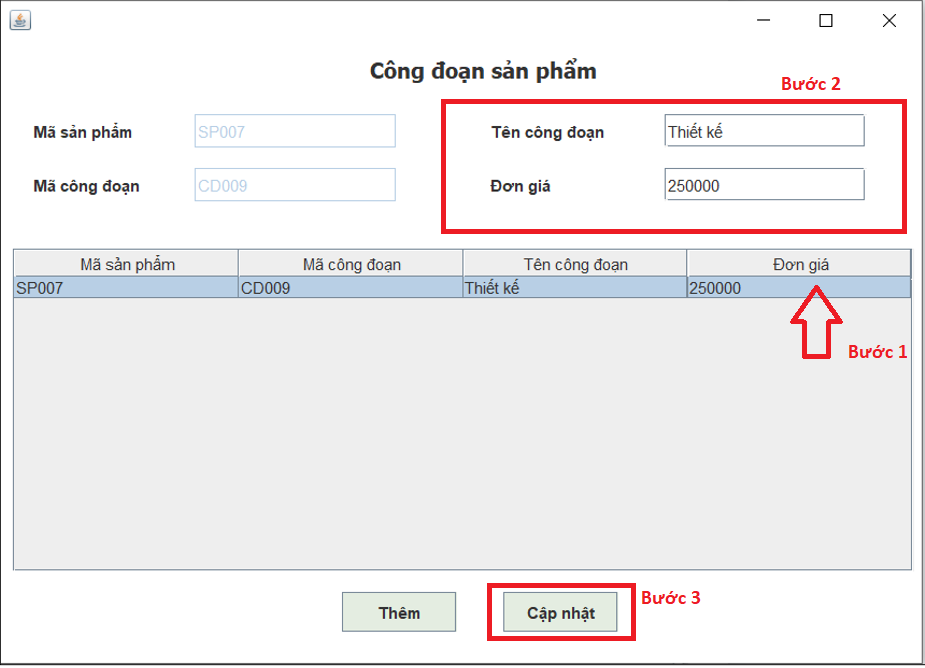 Công đoạn sản phẩm
Bước 2
Mã sản phẩm SP007 Tên công đoạn Thiết kế
Mã công đoạn CD009 Đơn giá 250000
Mã sản phẩm Mã công đoạn Tên công đoạn Đơn giá
SP007 CD009 Thiết kế 250000
Bước 1
Thêm Cập nhật Bước 3